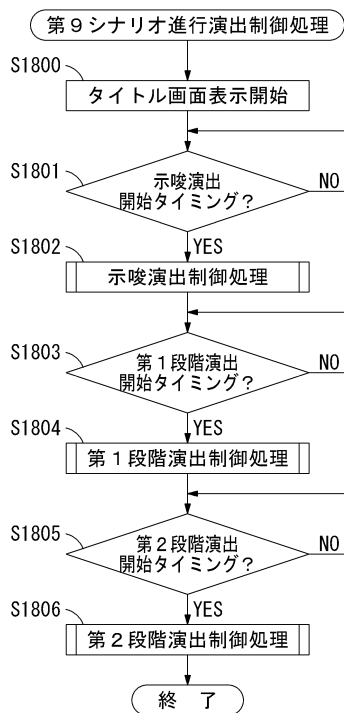 第９シナリオ進行演出制御処理
S1800
タイトル画面表示開始
S1801
示唆演出
開始タイミング？
NO
YES
S1802
示唆演出制御処理
S1803
第１段階演出
開始タイミング？
NO
YES
S1804
第１段階演出制御処理
S1805
第２段階演出
開始タイミング？
NO
YES
S1806
第２段階演出制御処理
終　了